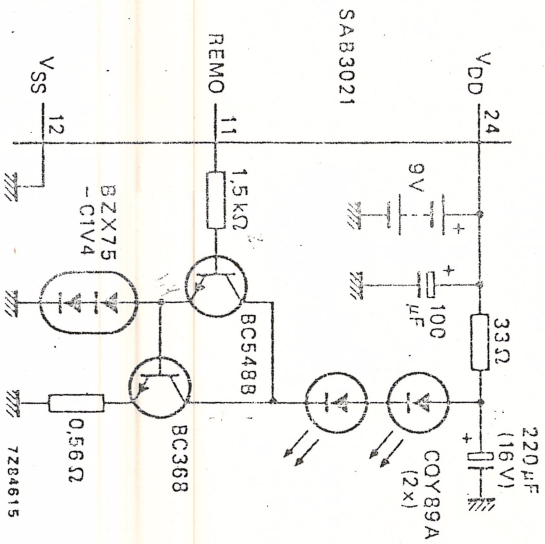 SAB3021
VDD
24
REMO
11
VSS
12
9V
+
+
100
μF
33Ω
220μF
(16V)
+
CQY89A
(2x)
1,5kΩ
BC548B
BC368
BZX75
-C1V4
0,56Ω
7Z84615